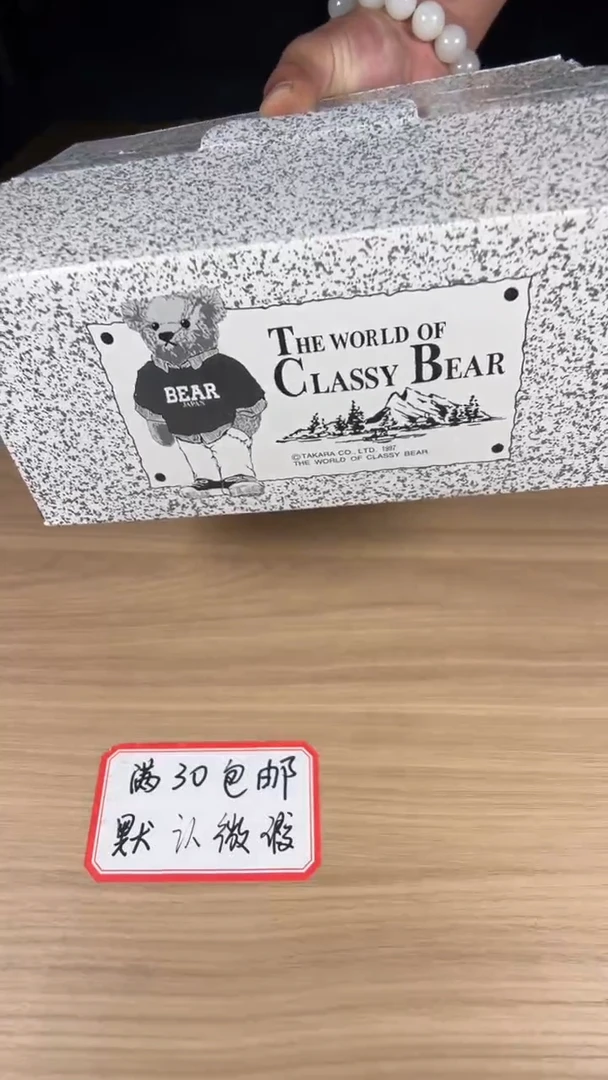 BEAR
JAPAN
THE WORLD OF
CLASSY BEAR
©TAKARA CO., LTD. 1997
THE WORLD OF CLASSY BEAR
满30包邮
默认微假